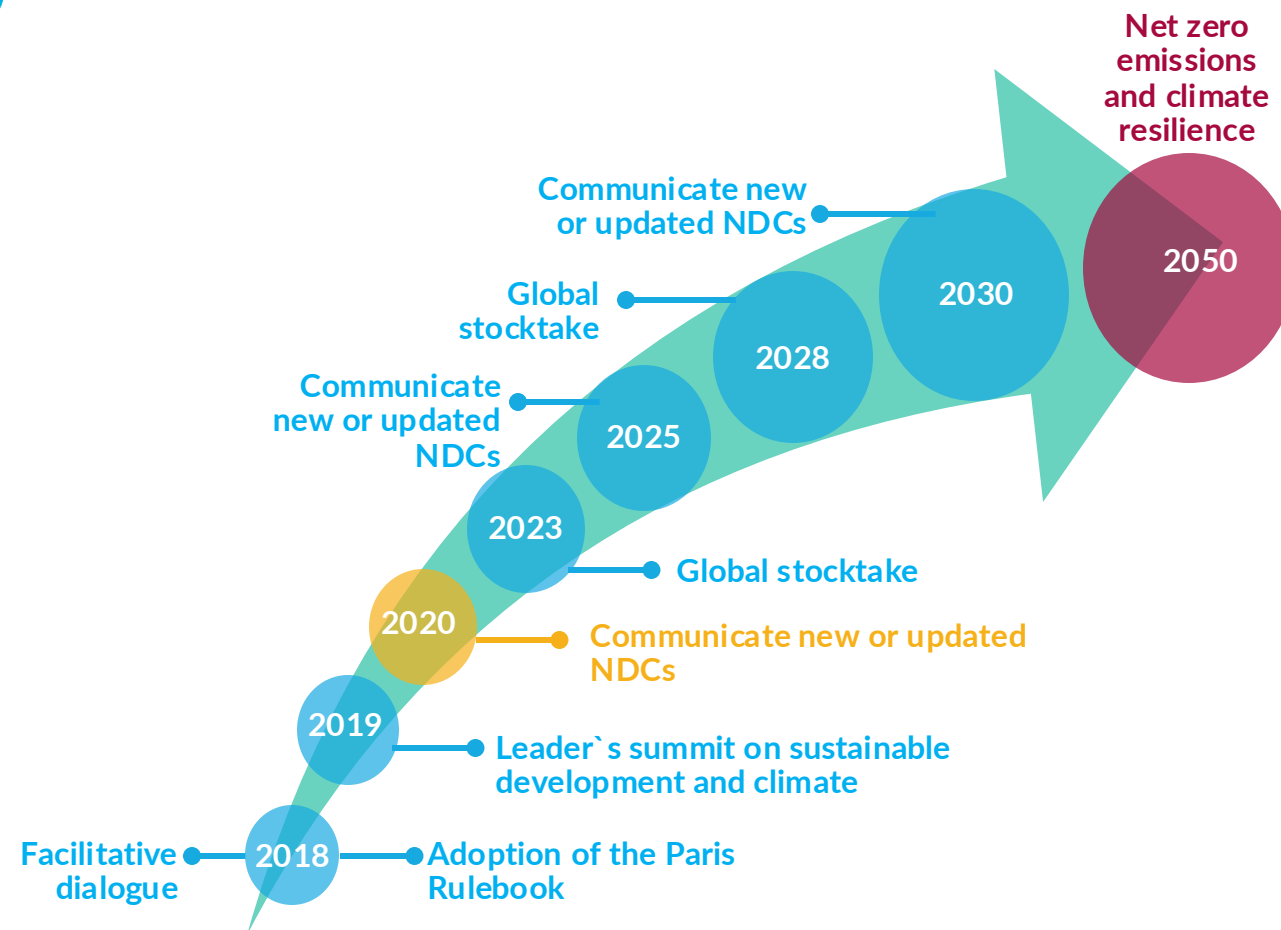 Net zero
emissions
and climate
resilience
2050
Communicate new
or updated NDCs
2030
Global
stocktake
2028
Communicate
new or updated
NDCs
2025
2023
Global stocktake
2020
Communicate new or updated
NDCs
2019
Leader`s summit on sustainable
development and climate
Facilitative
dialogue
2018
Adoption of the Paris
Rulebook